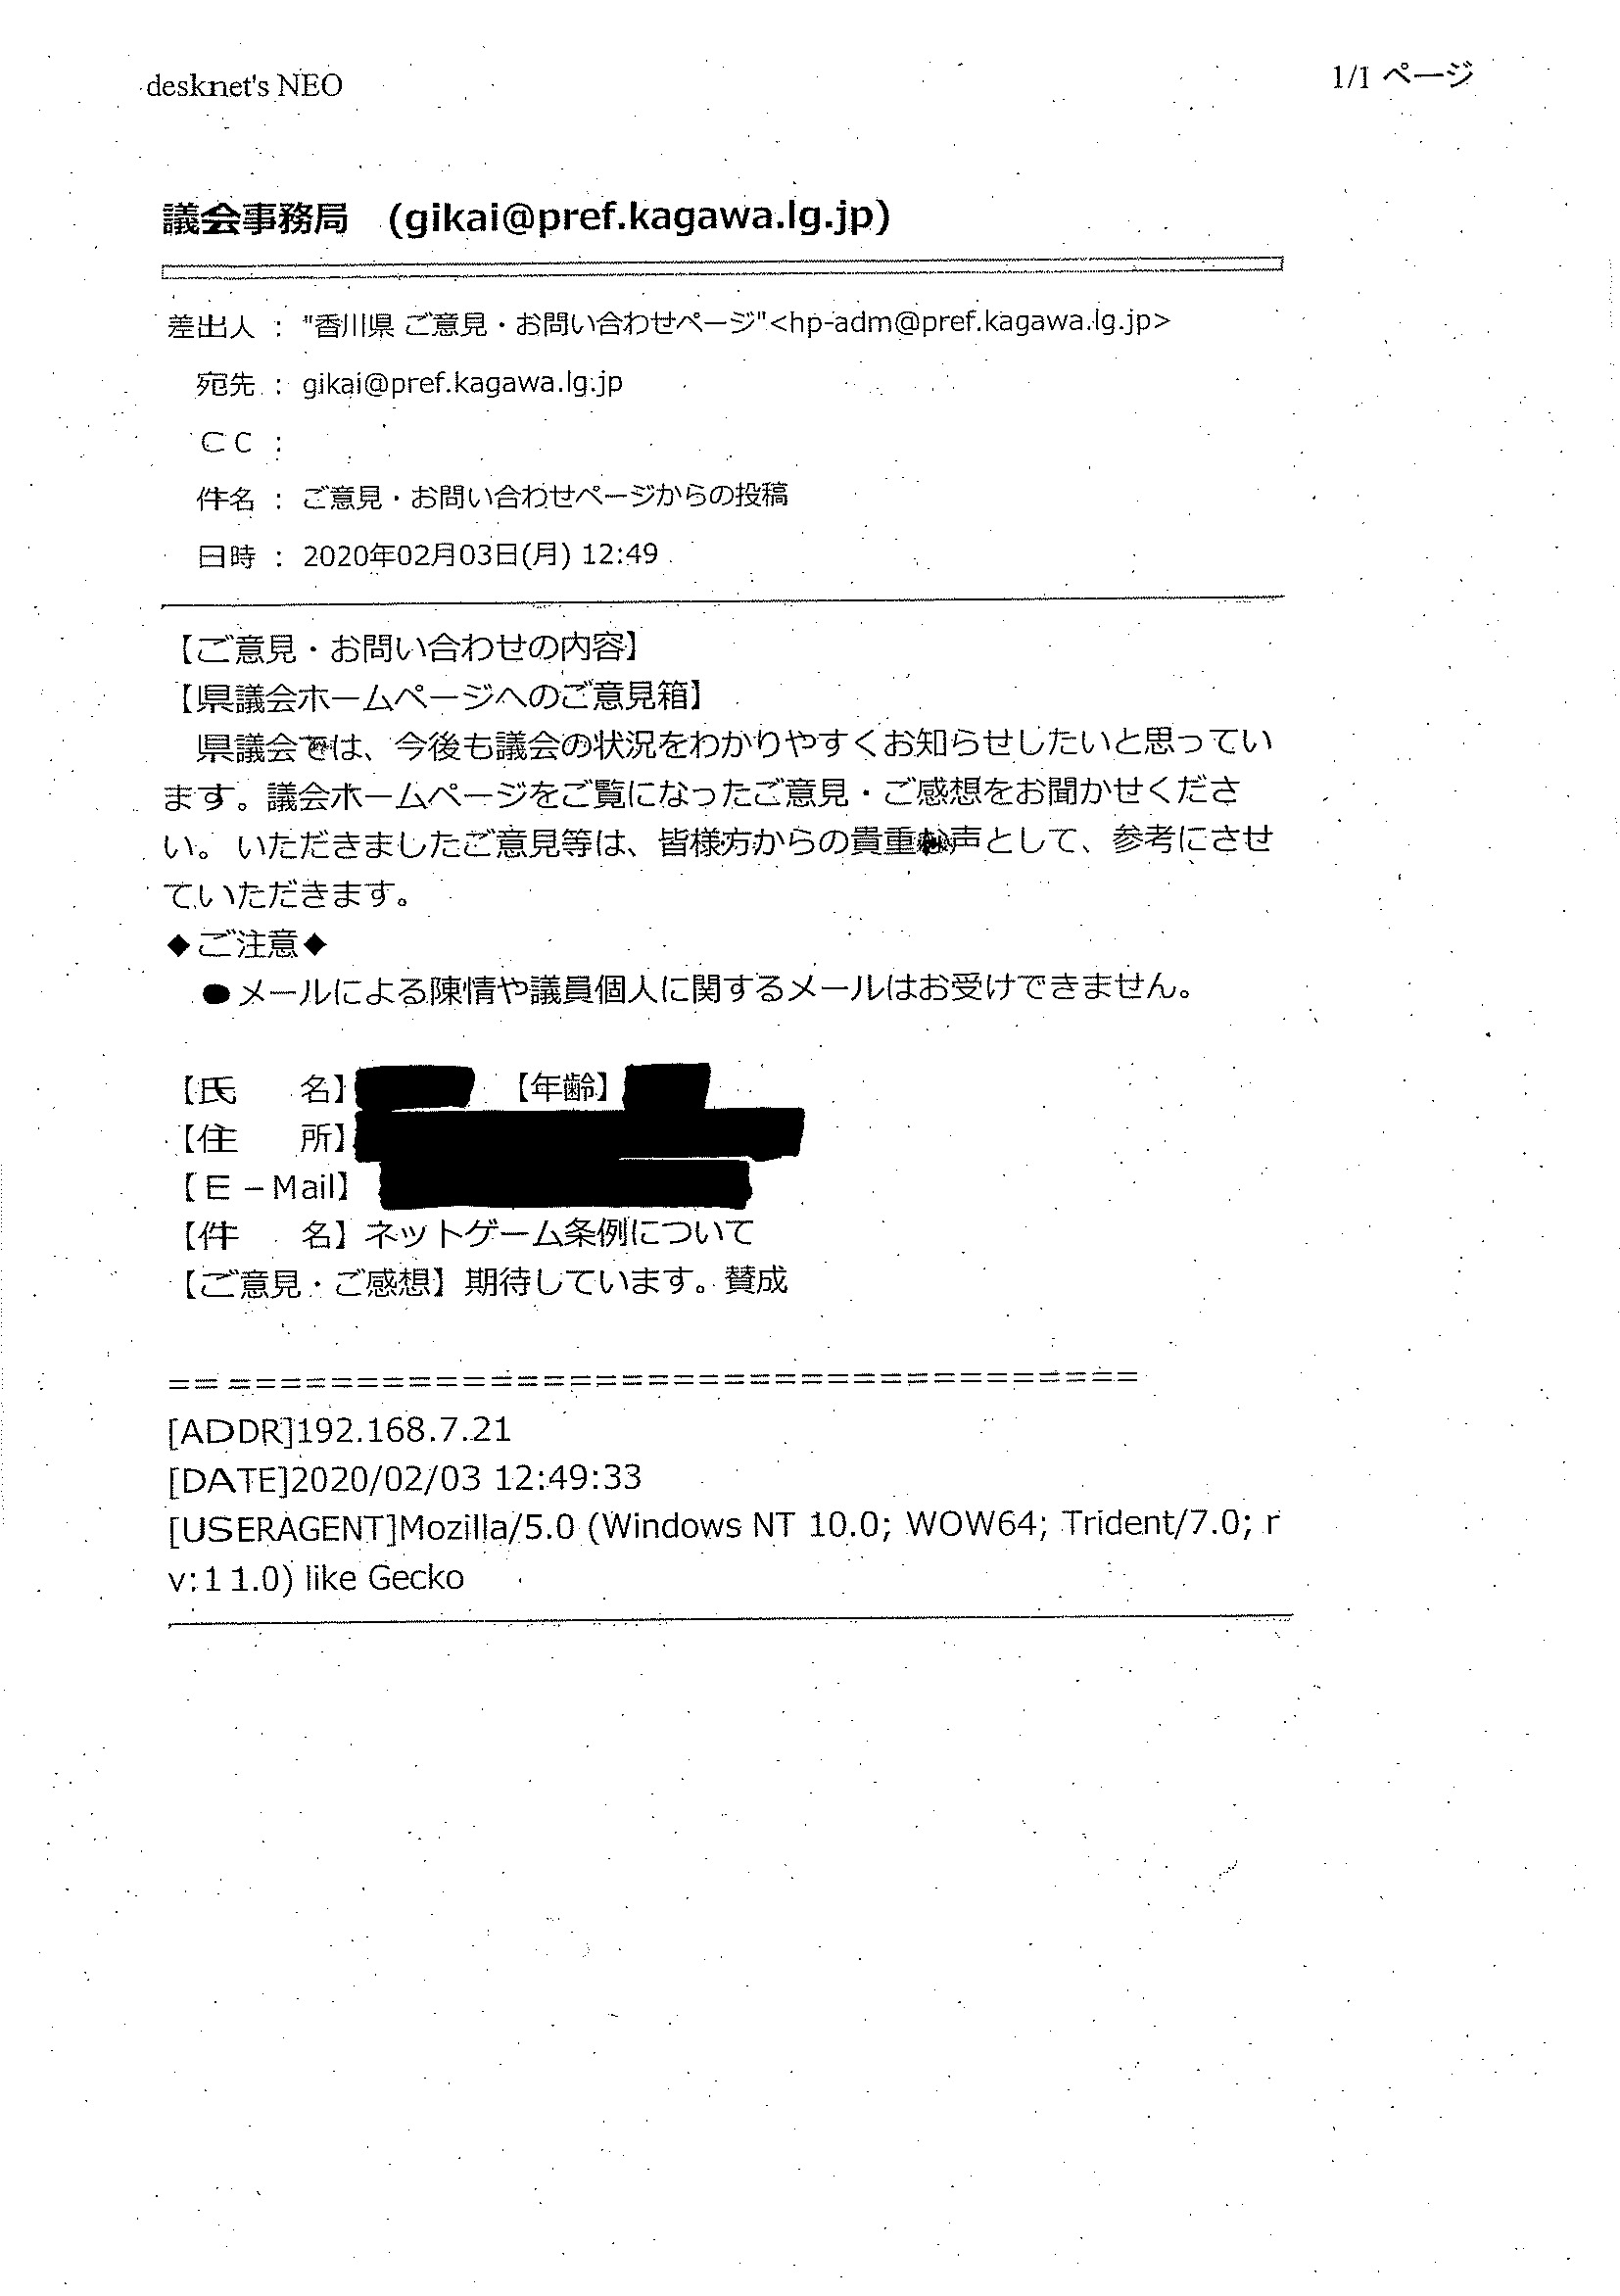 desknet's NEO
1/1 ページ
議会事務局 (gikai@pref.kagawa.lg.jp)
差出人 : "香川県 ご意見・お問い合わせページ"<hp-adm@pref.kagawa.lg.jp>
宛先 : gikai@pref.kagawa.lg.jp
ＣＣ :
件名 : ご意見・お問い合わせページからの投稿
日時 : 2020年02月03日(月) 12:49
【ご意見・お問い合わせの内容】
【県議会ホームページへのご意見箱】
県議会では、今後も議会の状況をわかりやすくお知らせしたいと思ってい
ます。議会ホームページをご覧になったご意見・ご感想をお聞かせくださ
い。いただきましたご意見等は、皆様方からの貴重な声として、参考にさせ
ていただきます。
◆ご注意◆
●メールによる陳情や議員個人に関するメールはお受けできません。
【氏　　名】 【年齢】
【住　　所】
【Ｅ－Mail】
【件　　名】ネットゲーム条例について
【ご意見・ご感想】期待しています。賛成
=====================================
[ADDR]192.168.7.21
[DATE]2020/02/03 12:49:33
[USERAGENT]Mozilla/5.0 (Windows NT 10.0; WOW64; Trident/7.0; r
v:11.0) like Gecko